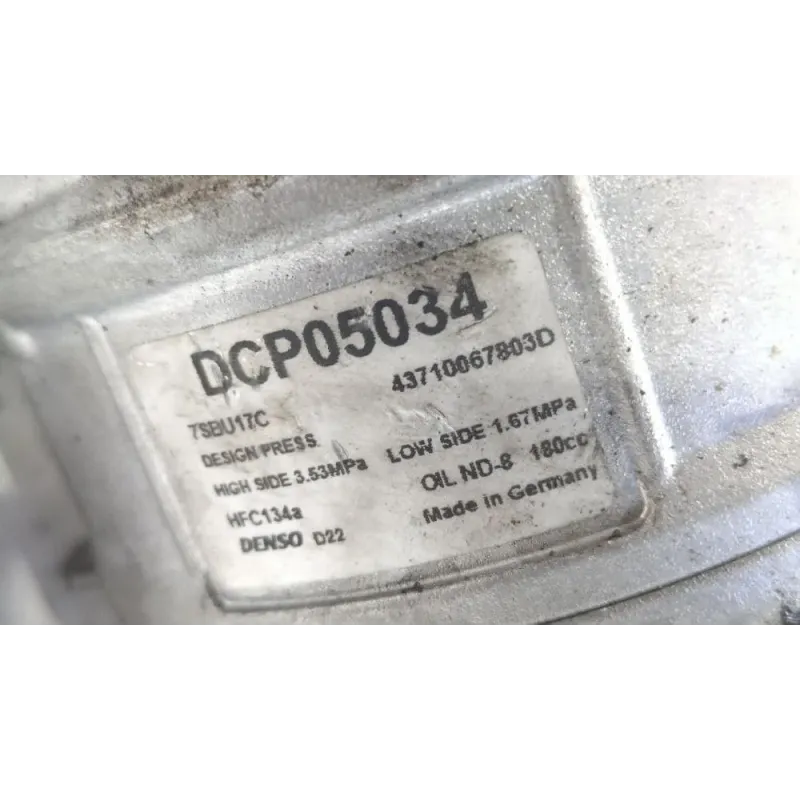 DCP05034
43710067803D
7SBU17C
DESIGN PRESS.
HIGH SIDE 3.53MPa LOW SIDE 1.67MPa
HFC134a OIL ND-8 180cc
DENSO D22 Made in Germany